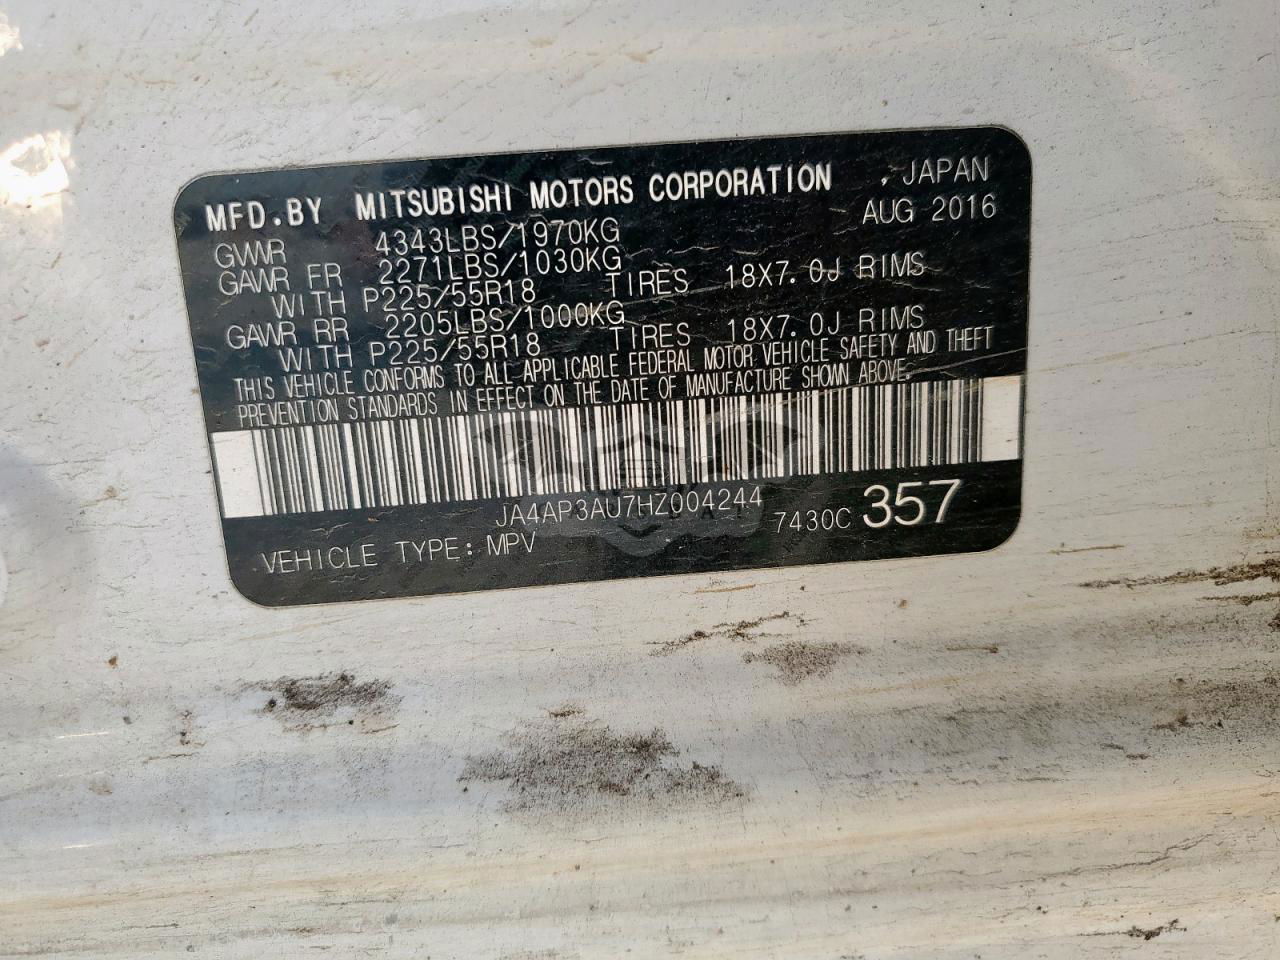 MFD.BY MITSUBISHI MOTORS CORPORATION , JAPAN
AUG 2016
GVWR 4343LBS/1970KG
GAWR FR 2271LBS/1030KG
WITH P225/55R18 TIRES 18X7.0J RIMS
GAWR RR 2205LBS/1000KG
WITH P225/55R18 TIRES 18X7.0J RIMS
THIS VEHICLE CONFORMS TO ALL APPLICABLE FEDERAL MOTOR VEHICLE SAFETY AND THEFT
PREVENTION STANDARDS IN EFFECT ON THE DATE OF MANUFACTURE SHOWN ABOVE.
JA4AP3AU7HZ004244
7430C 357
VEHICLE TYPE: MPV